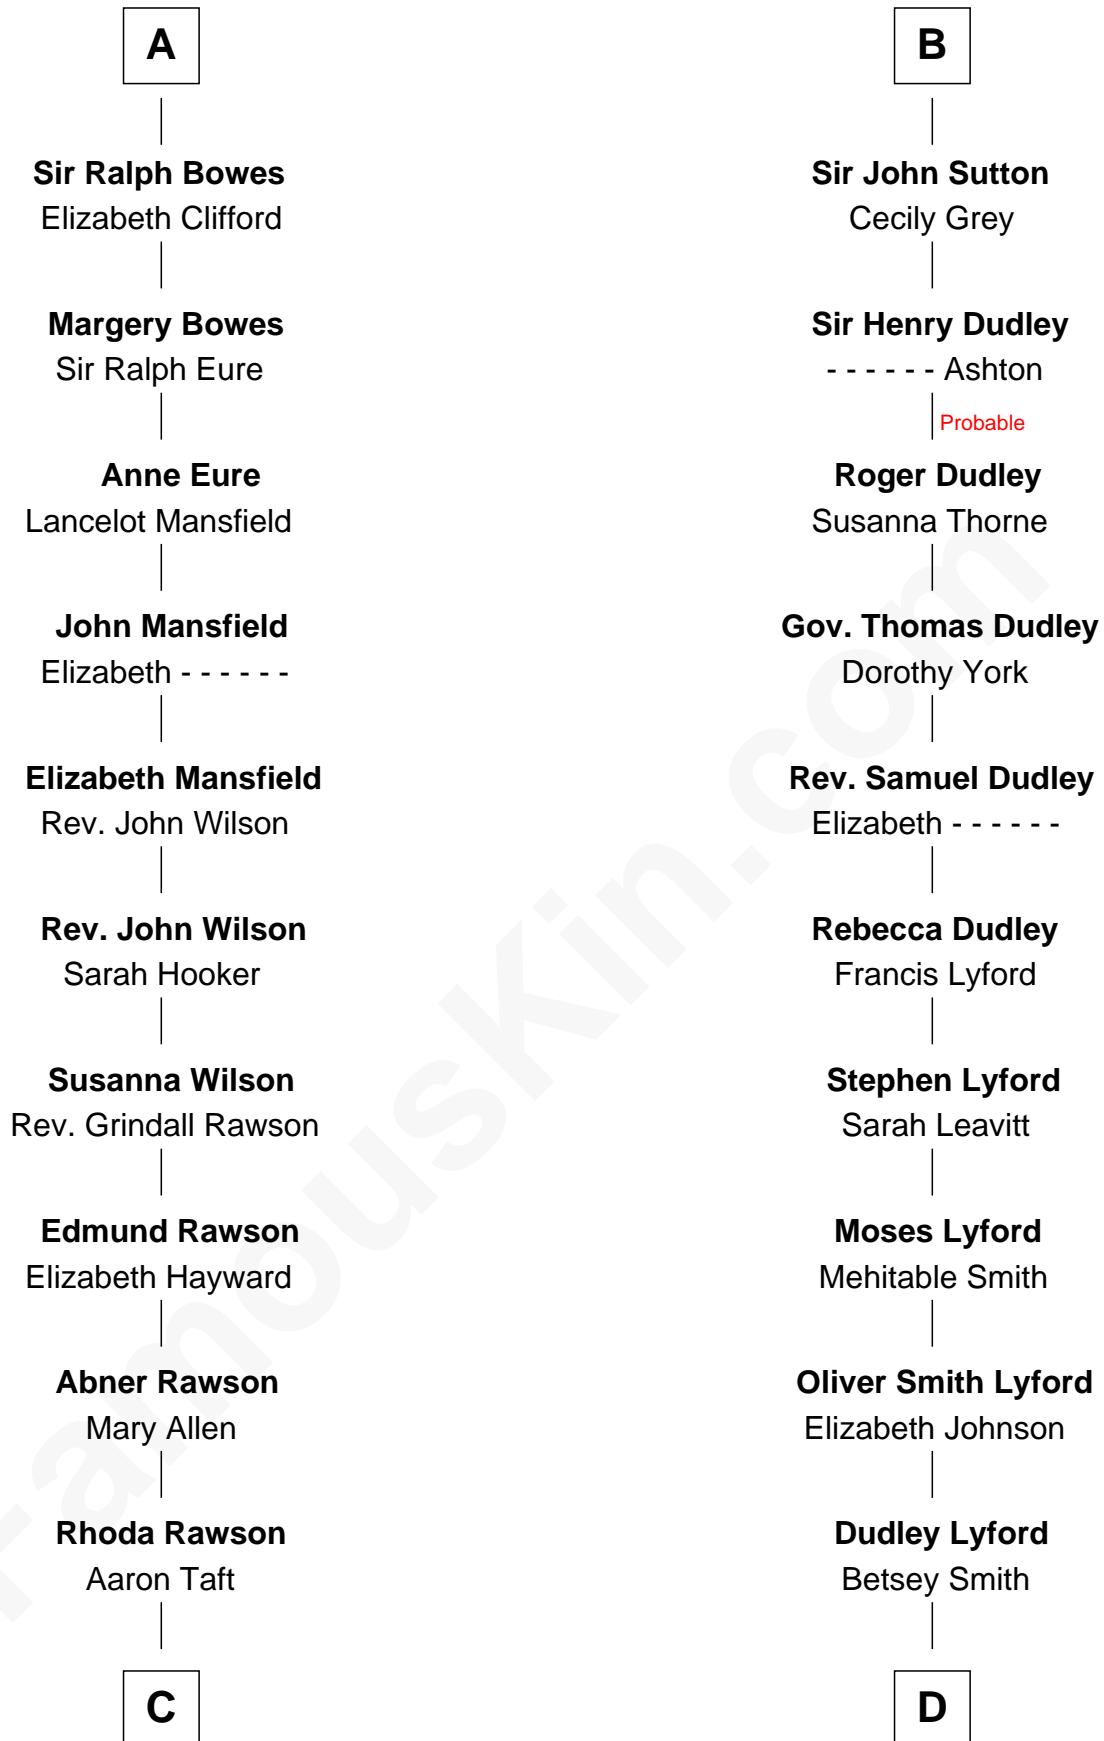 A
Sir Ralph Bowes
Elizabeth Clifford
Margery Bowes
Sir Ralph Eure
Anne Eure
Lancelot Mansfield
John Mansfield
Elizabeth - - - - - -
Elizabeth Mansfield
Rev. John Wilson
Rev. John Wilson
Sarah Hooker
Susanna Wilson
Rev. Grindall Rawson
Edmund Rawson
Elizabeth Hayward
Abner Rawson
Mary Allen
Rhoda Rawson
Aaron Taft
C
B
Sir John Sutton
Cecily Grey
Sir Henry Dudley
- - - - - - Ashton
Probable
Roger Dudley
Susanna Thorne
Gov. Thomas Dudley
Dorothy York
Rev. Samuel Dudley
Elizabeth - - - - - -
Rebecca Dudley
Francis Lyford
Stephen Lyford
Sarah Leavitt
Moses Lyford
Mehitable Smith
Oliver Smith Lyford
Elizabeth Johnson
Dudley Lyford
Betsey Smith
D
FamousKin.com